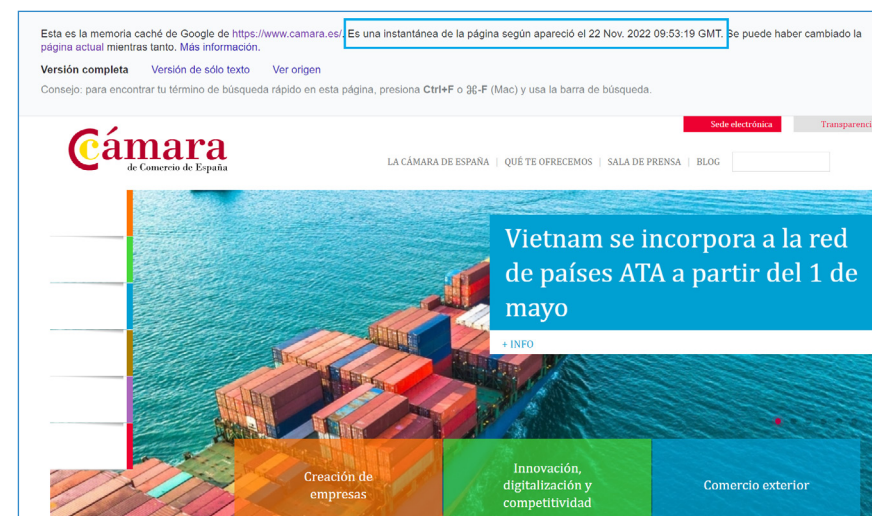 Esta es la memoria caché de Google de https://www.camara.es/. Es una instantánea de la página según apareció el 22 Nov. 2022 09:53:19 GMT. Se puede haber cambiado la
página actual mientras tanto. Más información.
Versión completa Versión de sólo texto Ver origen
Consejo: para encontrar tu término de búsqueda rápido en esta página, presiona Ctrl+F o ⌘-F (Mac) y usa la barra de búsqueda.
Sede electrónica Transparenci
Cámara
de Comercio de España
LA CÁMARA DE ESPAÑA | QUÉ TE OFRECEMOS | SALA DE PRENSA | BLOG
Vietnam se incorpora a la red
de países ATA a partir del 1 de
mayo
+ INFO
Creación de
empresas
Innovación,
digitalización y
competitividad
Comercio exterior